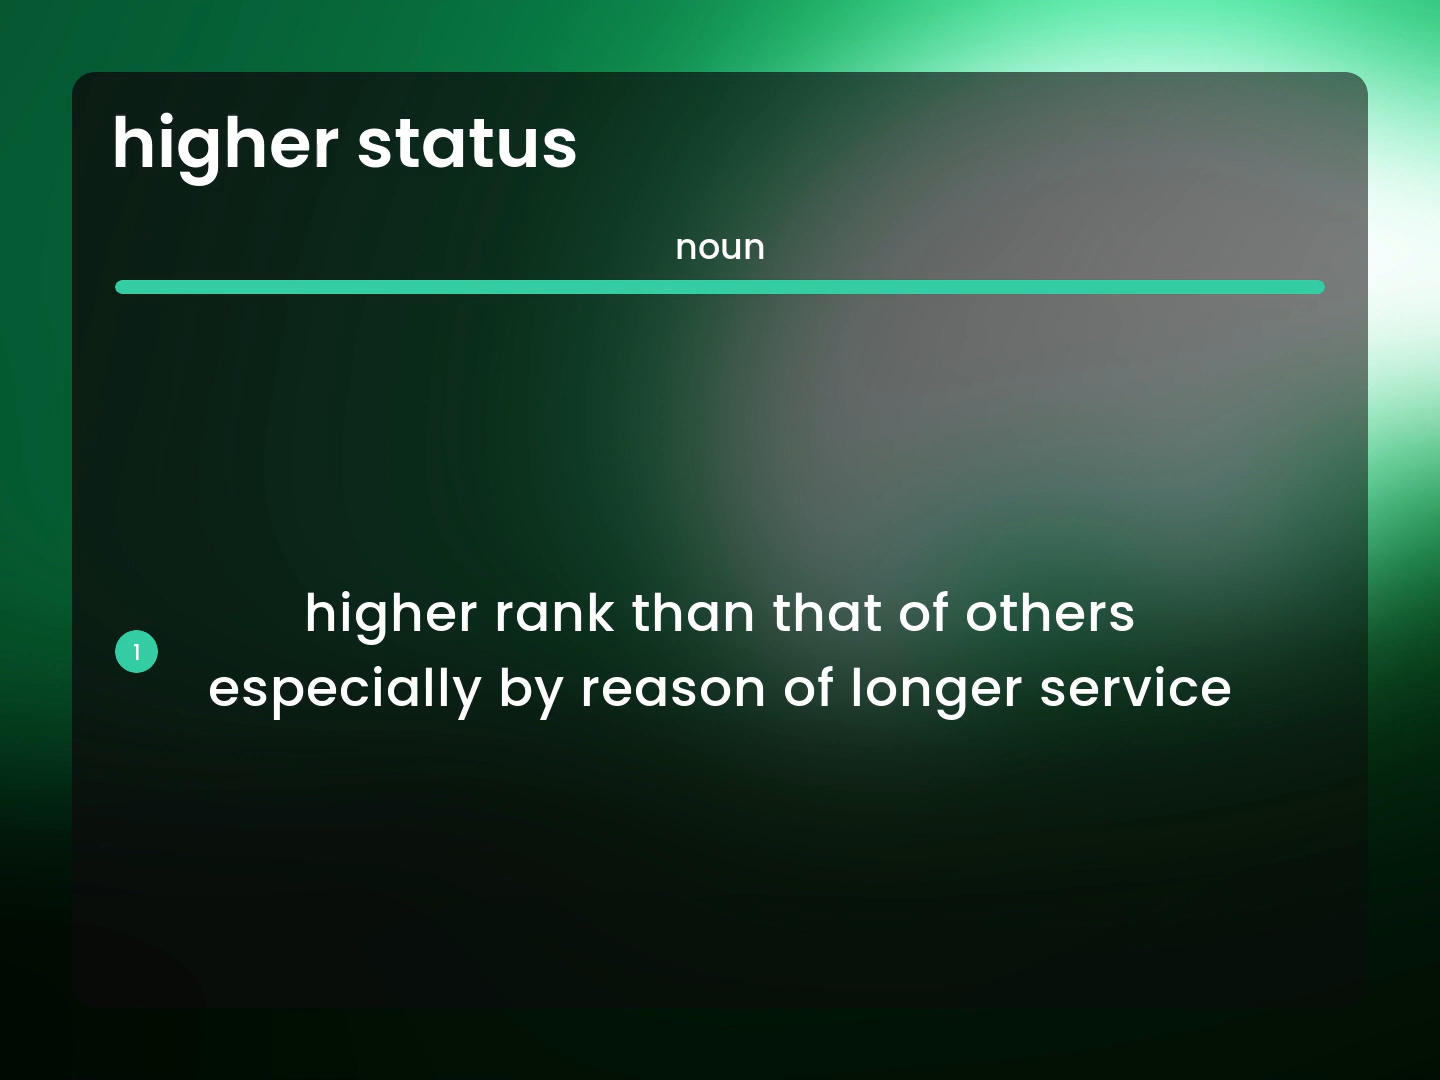 higher status
noun
1
higher rank than that of others
especially by reason of longer service